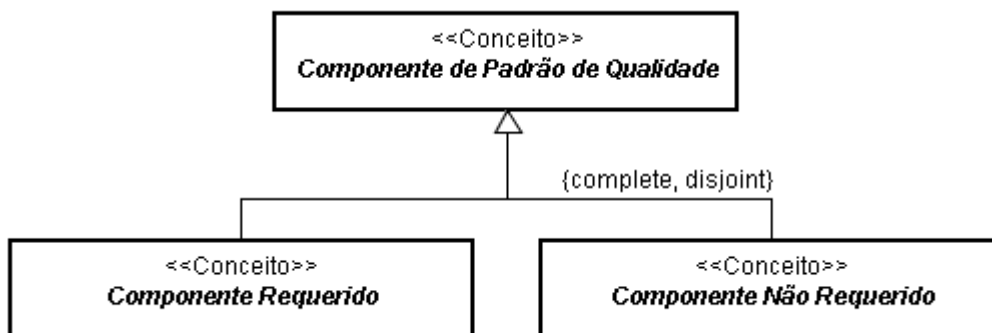 <<Conceito>>
Componente de Padrão de Qualidade
{complete, disjoint}
<<Conceito>>
Componente Requerido
<<Conceito>>
Componente Não Requerido